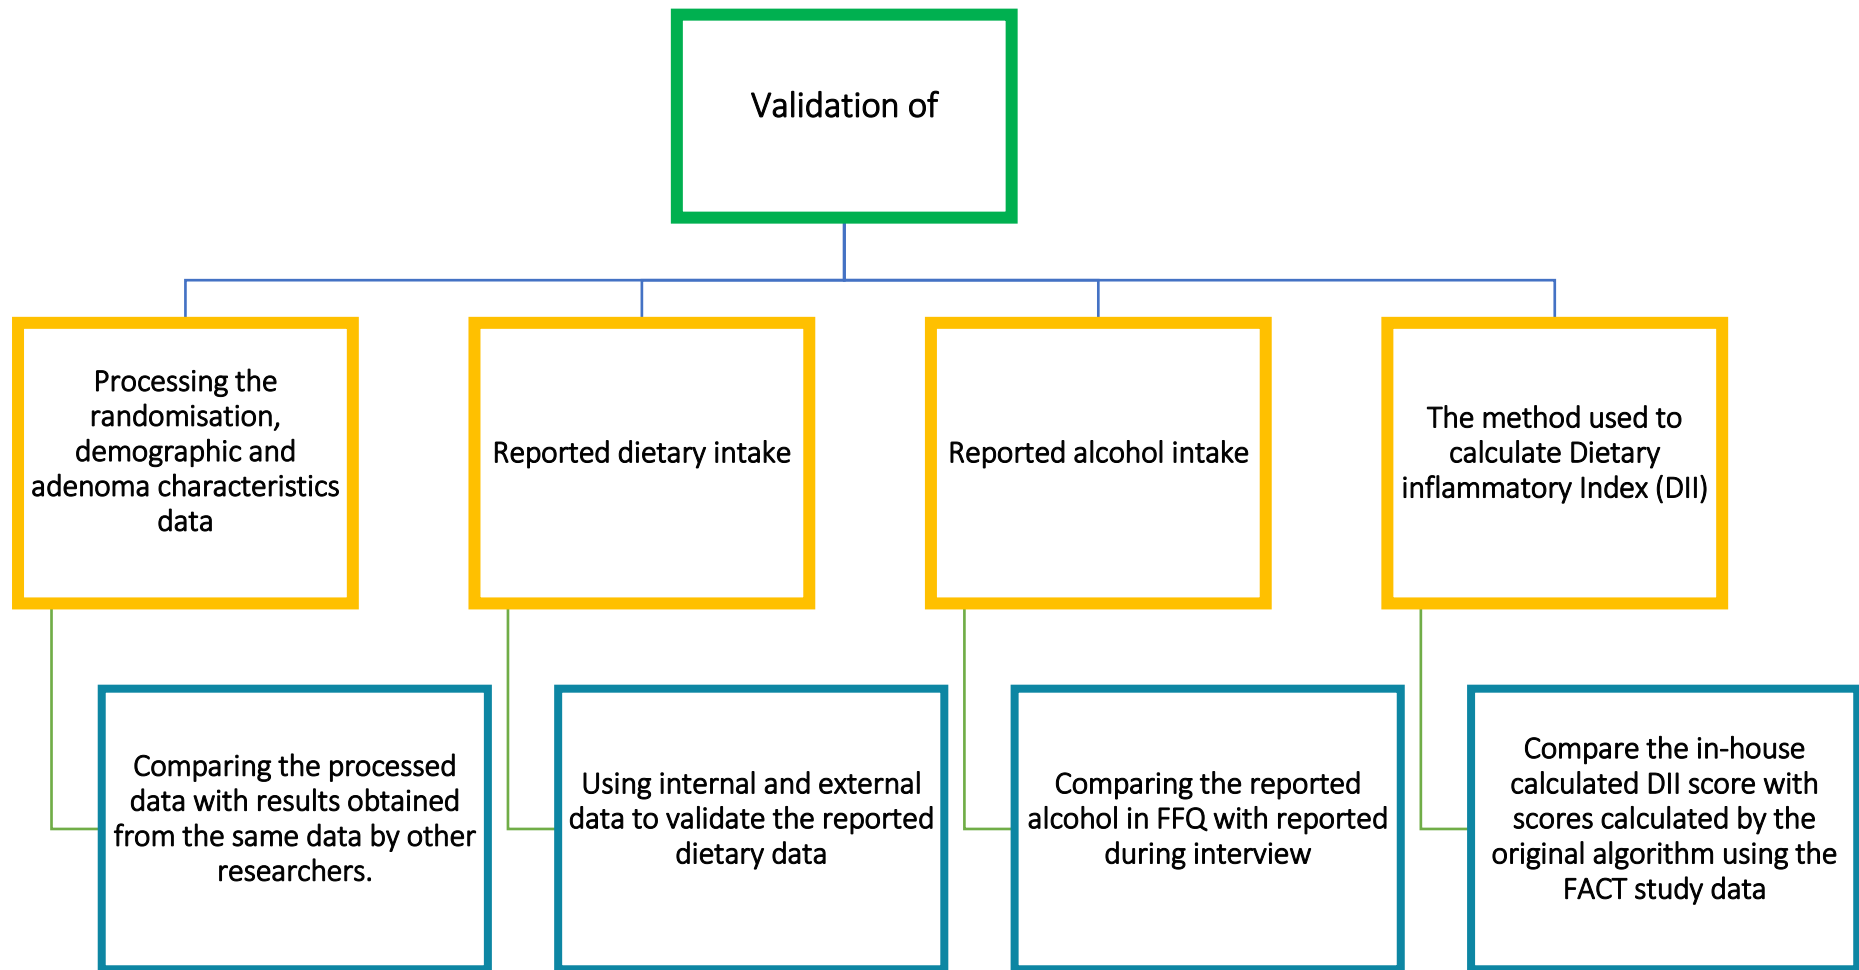 Validation of
Processing the
randomisation,
demographic and
adenoma characteristics
data
Reported dietary intake
Reported alcohol intake
The method used to
calculate Dietary
inflammatory Index (DII)
Comparing the processed
data with results obtained
from the same data by other
researchers.
Using internal and external
data to validate the reported
dietary data
Comparing the reported
alcohol in FFQ with reported
during interview
Compare the in-house
calculated DII score with
scores calculated by the
original algorithm using the
FACT study data